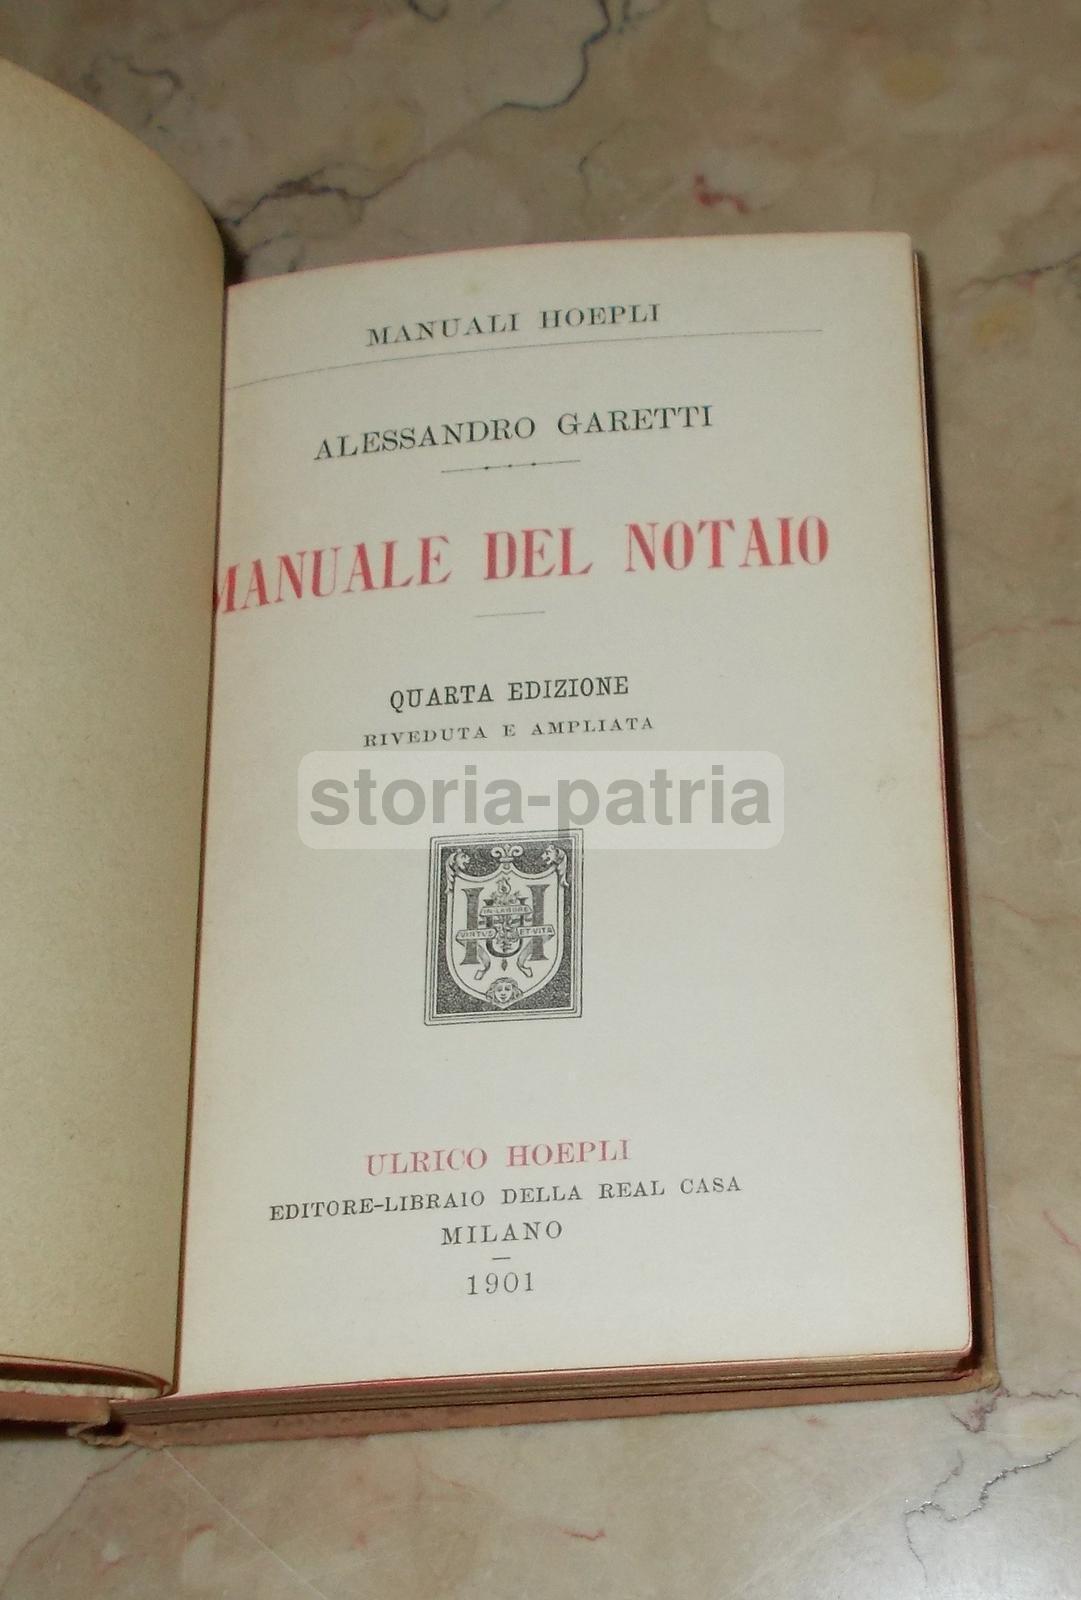 MANUALI HOEPLI
ALESSANDRO GARETTI
MANUALE DEL NOTAIO
QUARTA EDIZIONE
RIVEDUTA E AMPLIATA
storia-patria
IN·LABORE
VIRTVS ET·VITA
ULRICO HOEPLI
EDITORE-LIBRAIO DELLA REAL CASA
MILANO
1901